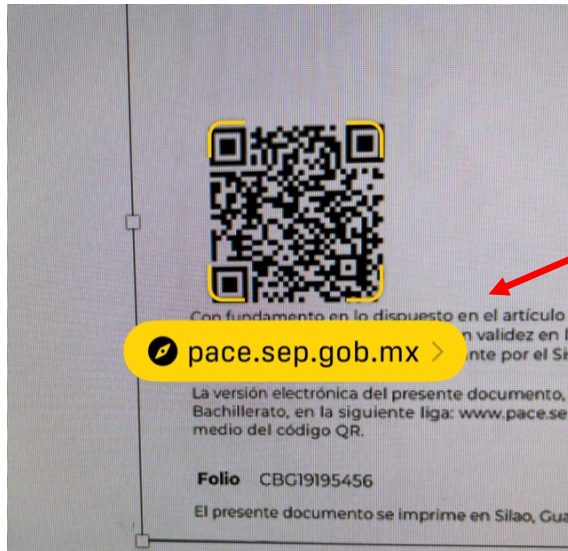 Con fundamento en lo dispuesto en el artículo
validez en l
pace.sep.gob.mx
nte por el Si
La versión electrónica del presente documento,
Bachillerato, en la siguiente liga: www.pace.se
medio del código QR.
Folio CBG19195456
El presente documento se imprime en Silao, Gua